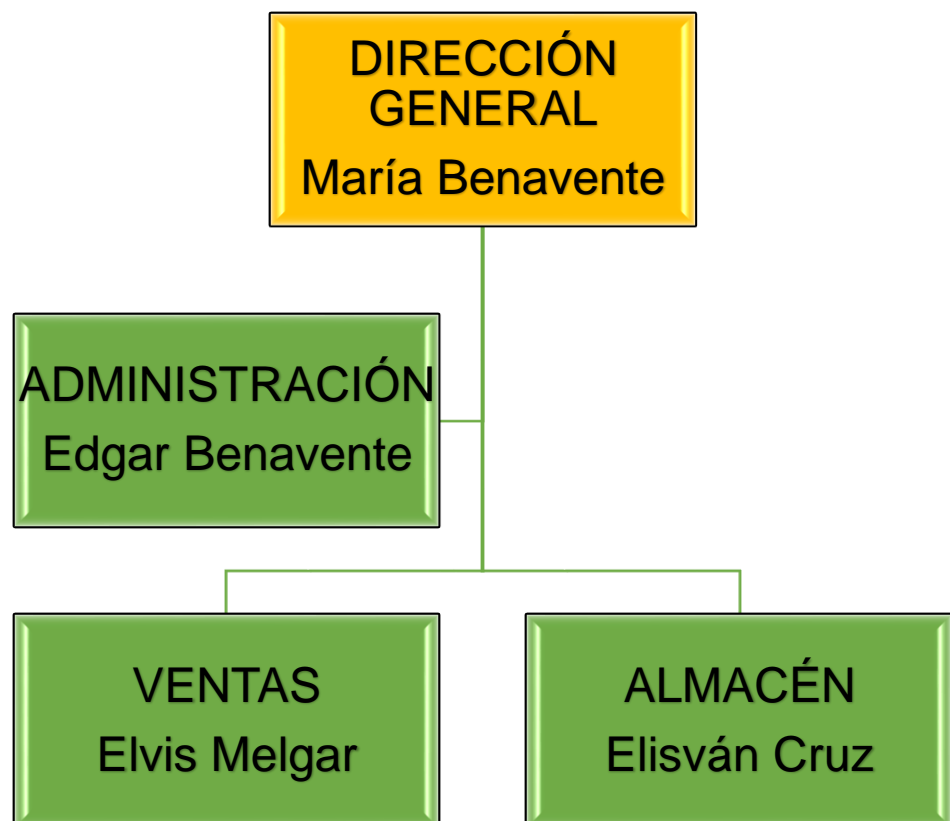 DIRECCIÓN
GENERAL
María Benavente
ADMINISTRACIÓN
Edgar Benavente
VENTAS
Elvis Melgar
ALMACÉN
Elisván Cruz